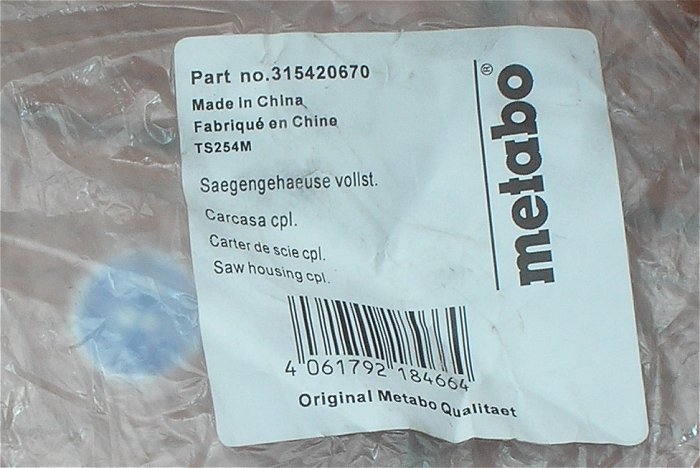 Part no.315420670
Made In China
Fabriqué en Chine
TS254M
Saegengehaeuse vollst.
Carcasa cpl.
Carter de scie cpl.
Saw housing cpl.
4 061792 184664
Original Metabo Qualitaet
metabo®